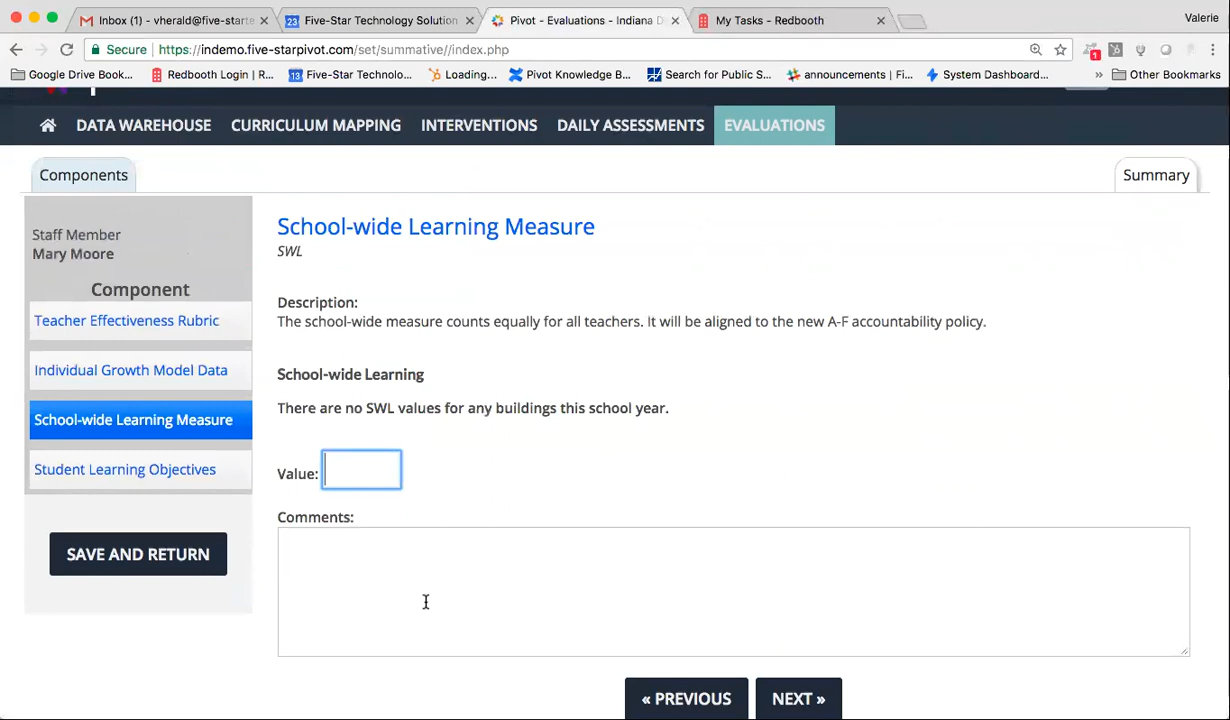 Inbox (1) - vherald@five-starte
23 Five-Star Technology Solution
Pivot - Evaluations - Indiana D
My Tasks - Redbooth
Valerie
Secure
https://indemo.five-starpivot.com/set/summative//index.php
1
Google Drive Book...
Redbooth Login | R...
13 Five-Star Technolo...
Loading...
Pivot Knowledge B...
Search for Public S...
announcements | Fi...
System Dashboard...
»
Other Bookmarks
DATA WAREHOUSE
CURRICULUM MAPPING
INTERVENTIONS
DAILY ASSESSMENTS
EVALUATIONS
Components
Summary
Staff Member
Mary Moore
Component
Teacher Effectiveness Rubric
Individual Growth Model Data
School-wide Learning Measure
Student Learning Objectives
SAVE AND RETURN
School-wide Learning Measure
SWL
Description:
The school-wide measure counts equally for all teachers. It will be aligned to the new A-F accountability policy.
School-wide Learning
There are no SWL values for any buildings this school year.
Value:
Comments:
« PREVIOUS
NEXT »